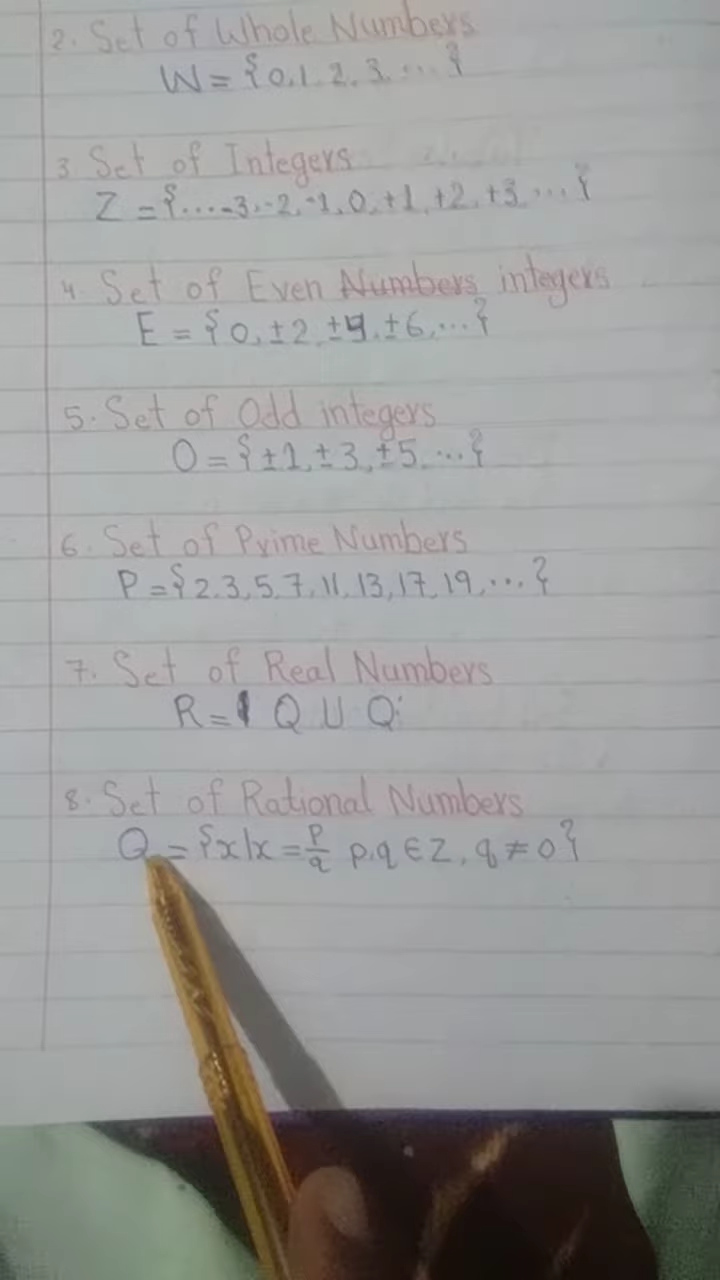 2. Set of Whole Numbers
W = {0, 1, 2, 3, ... }
3 Set of Integers
Z = {... -3, -2, -1, 0, +1, +2, +3, ... }
4. Set of Even Numbers integers
E = {0, ±2, ±4, ±6, ... }
5. Set of Odd integers
O = {±1, ±3, ±5, ... }
6. Set of Prime Numbers
P = {2, 3, 5, 7, 11, 13, 17, 19, ... }
7. Set of Real Numbers
R = Q U Q'
8. Set of Rational Numbers
Q = {x/x = p/q p, q ∈ Z, q ≠ 0}